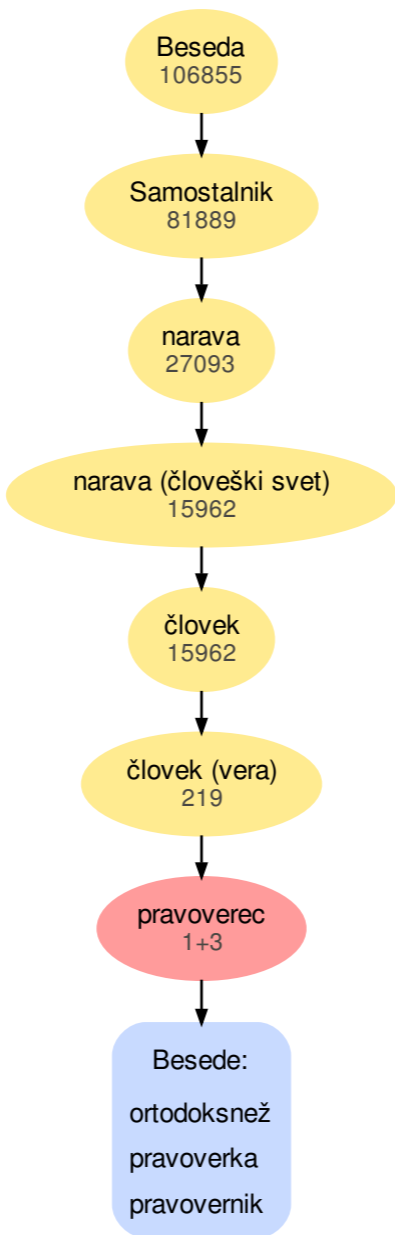 Beseda
106855
Samostalnik
81889
narava
27093
narava (človeški svet)
15962
človek
15962
človek (vera)
219
pravoverec
1+3
Besede:
ortodoksnež
pravoverka
pravovernik